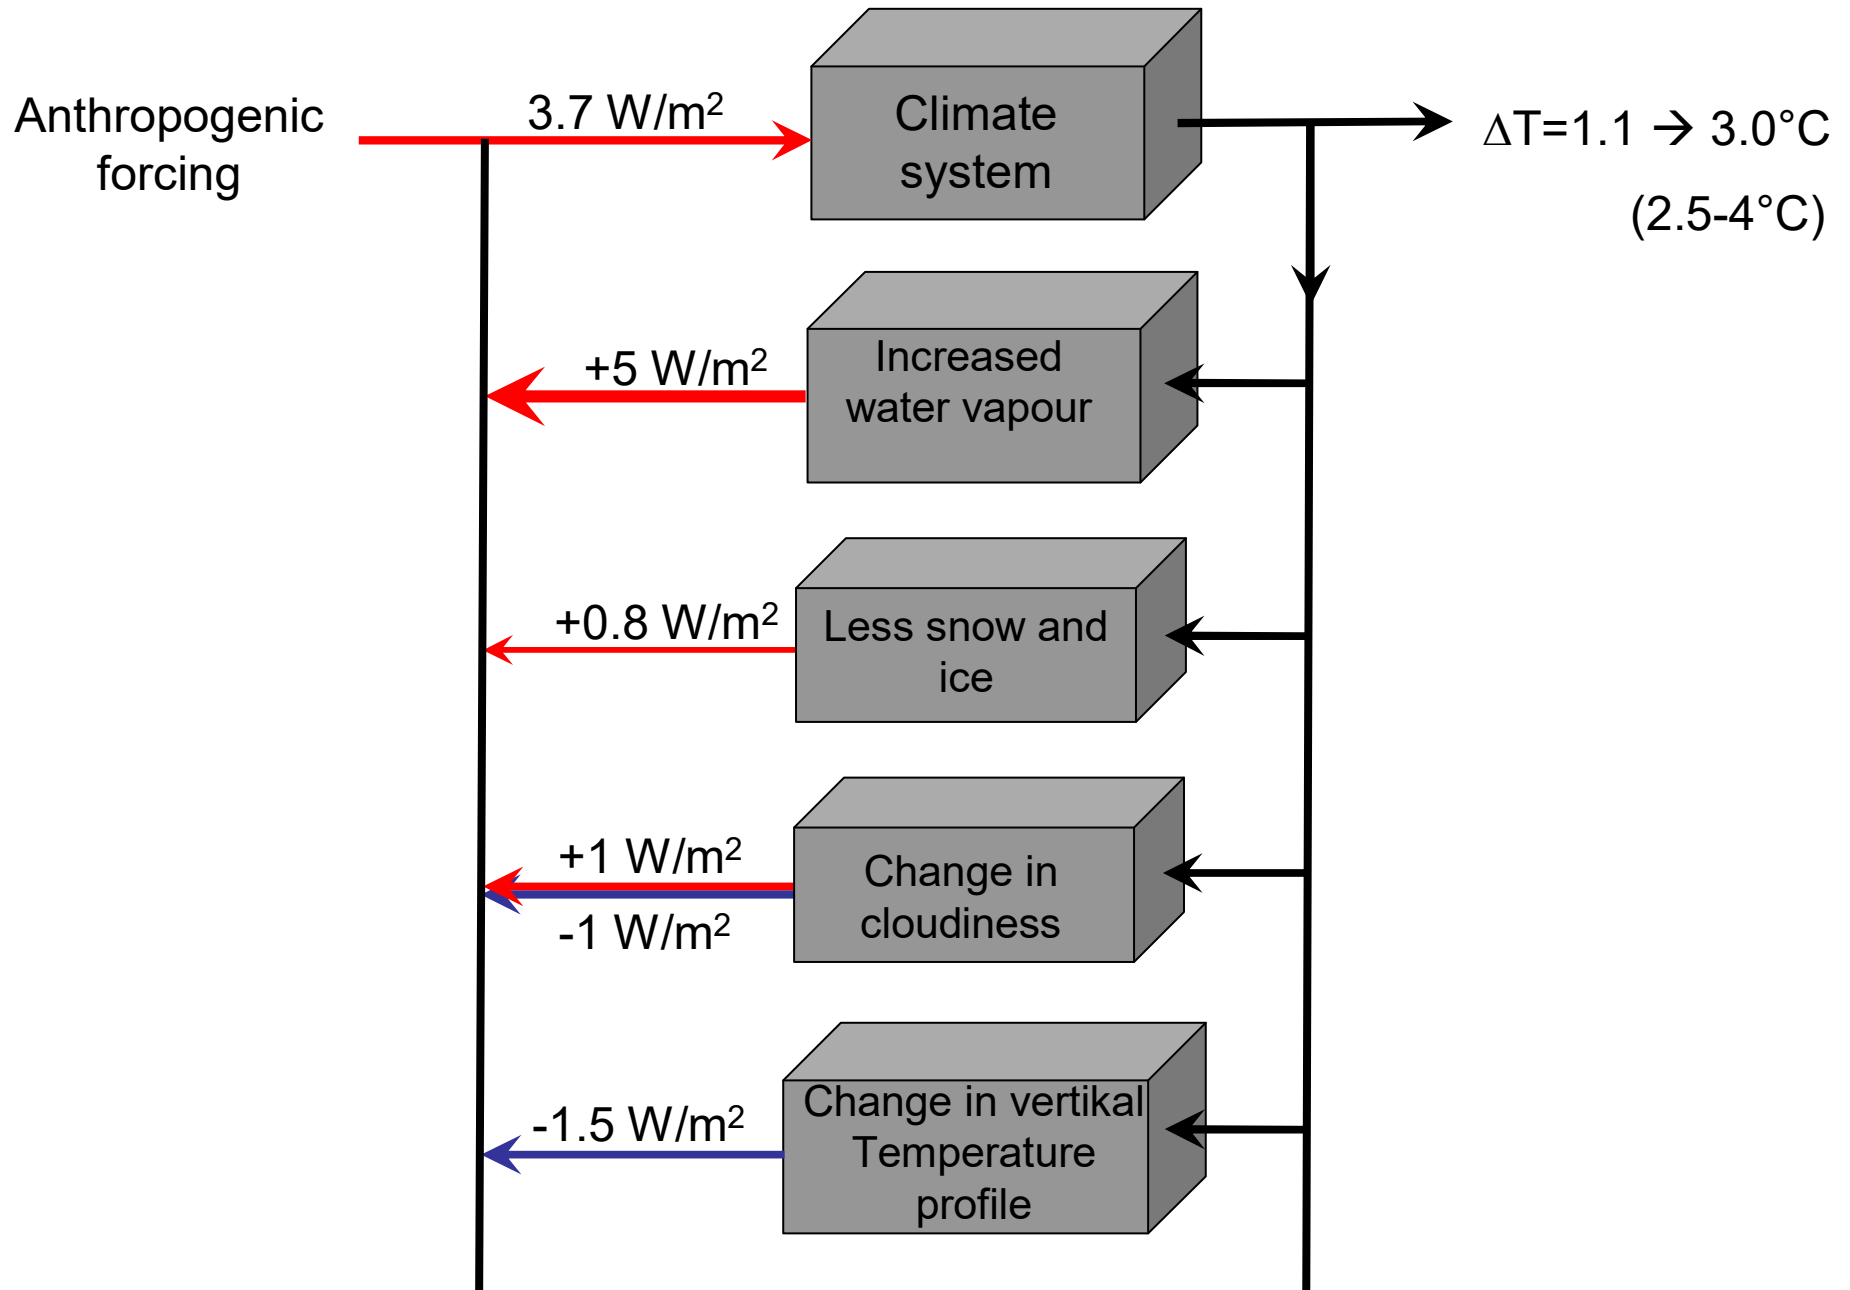 Anthropogenic
forcing
3.7 W/m²
Climate
system
ΔT=1.1 → 3.0°C
(2.5-4°C)
+5 W/m²
Increased
water vapour
+0.8 W/m²
Less snow and
ice
+1 W/m²
-1 W/m²
Change in
cloudiness
-1.5 W/m²
Change in vertikal
Temperature
profile